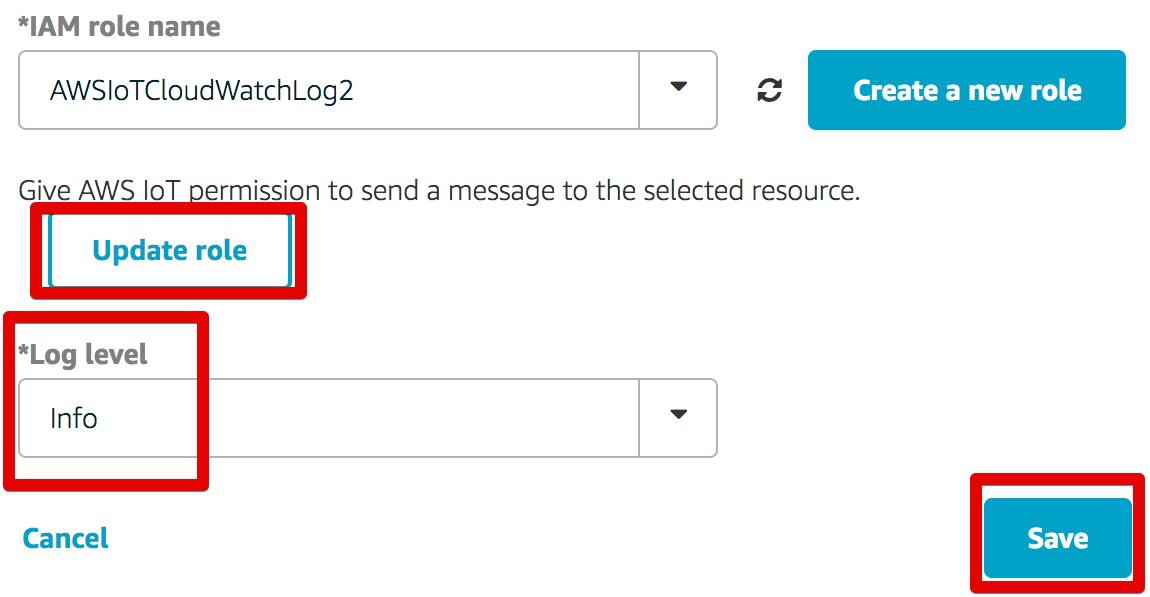 *IAM role name
AWSIoTCloudWatchLog2
Create a new role
Give AWS IoT permission to send a message to the selected resource.
Update role
*Log level
Info
Cancel
Save